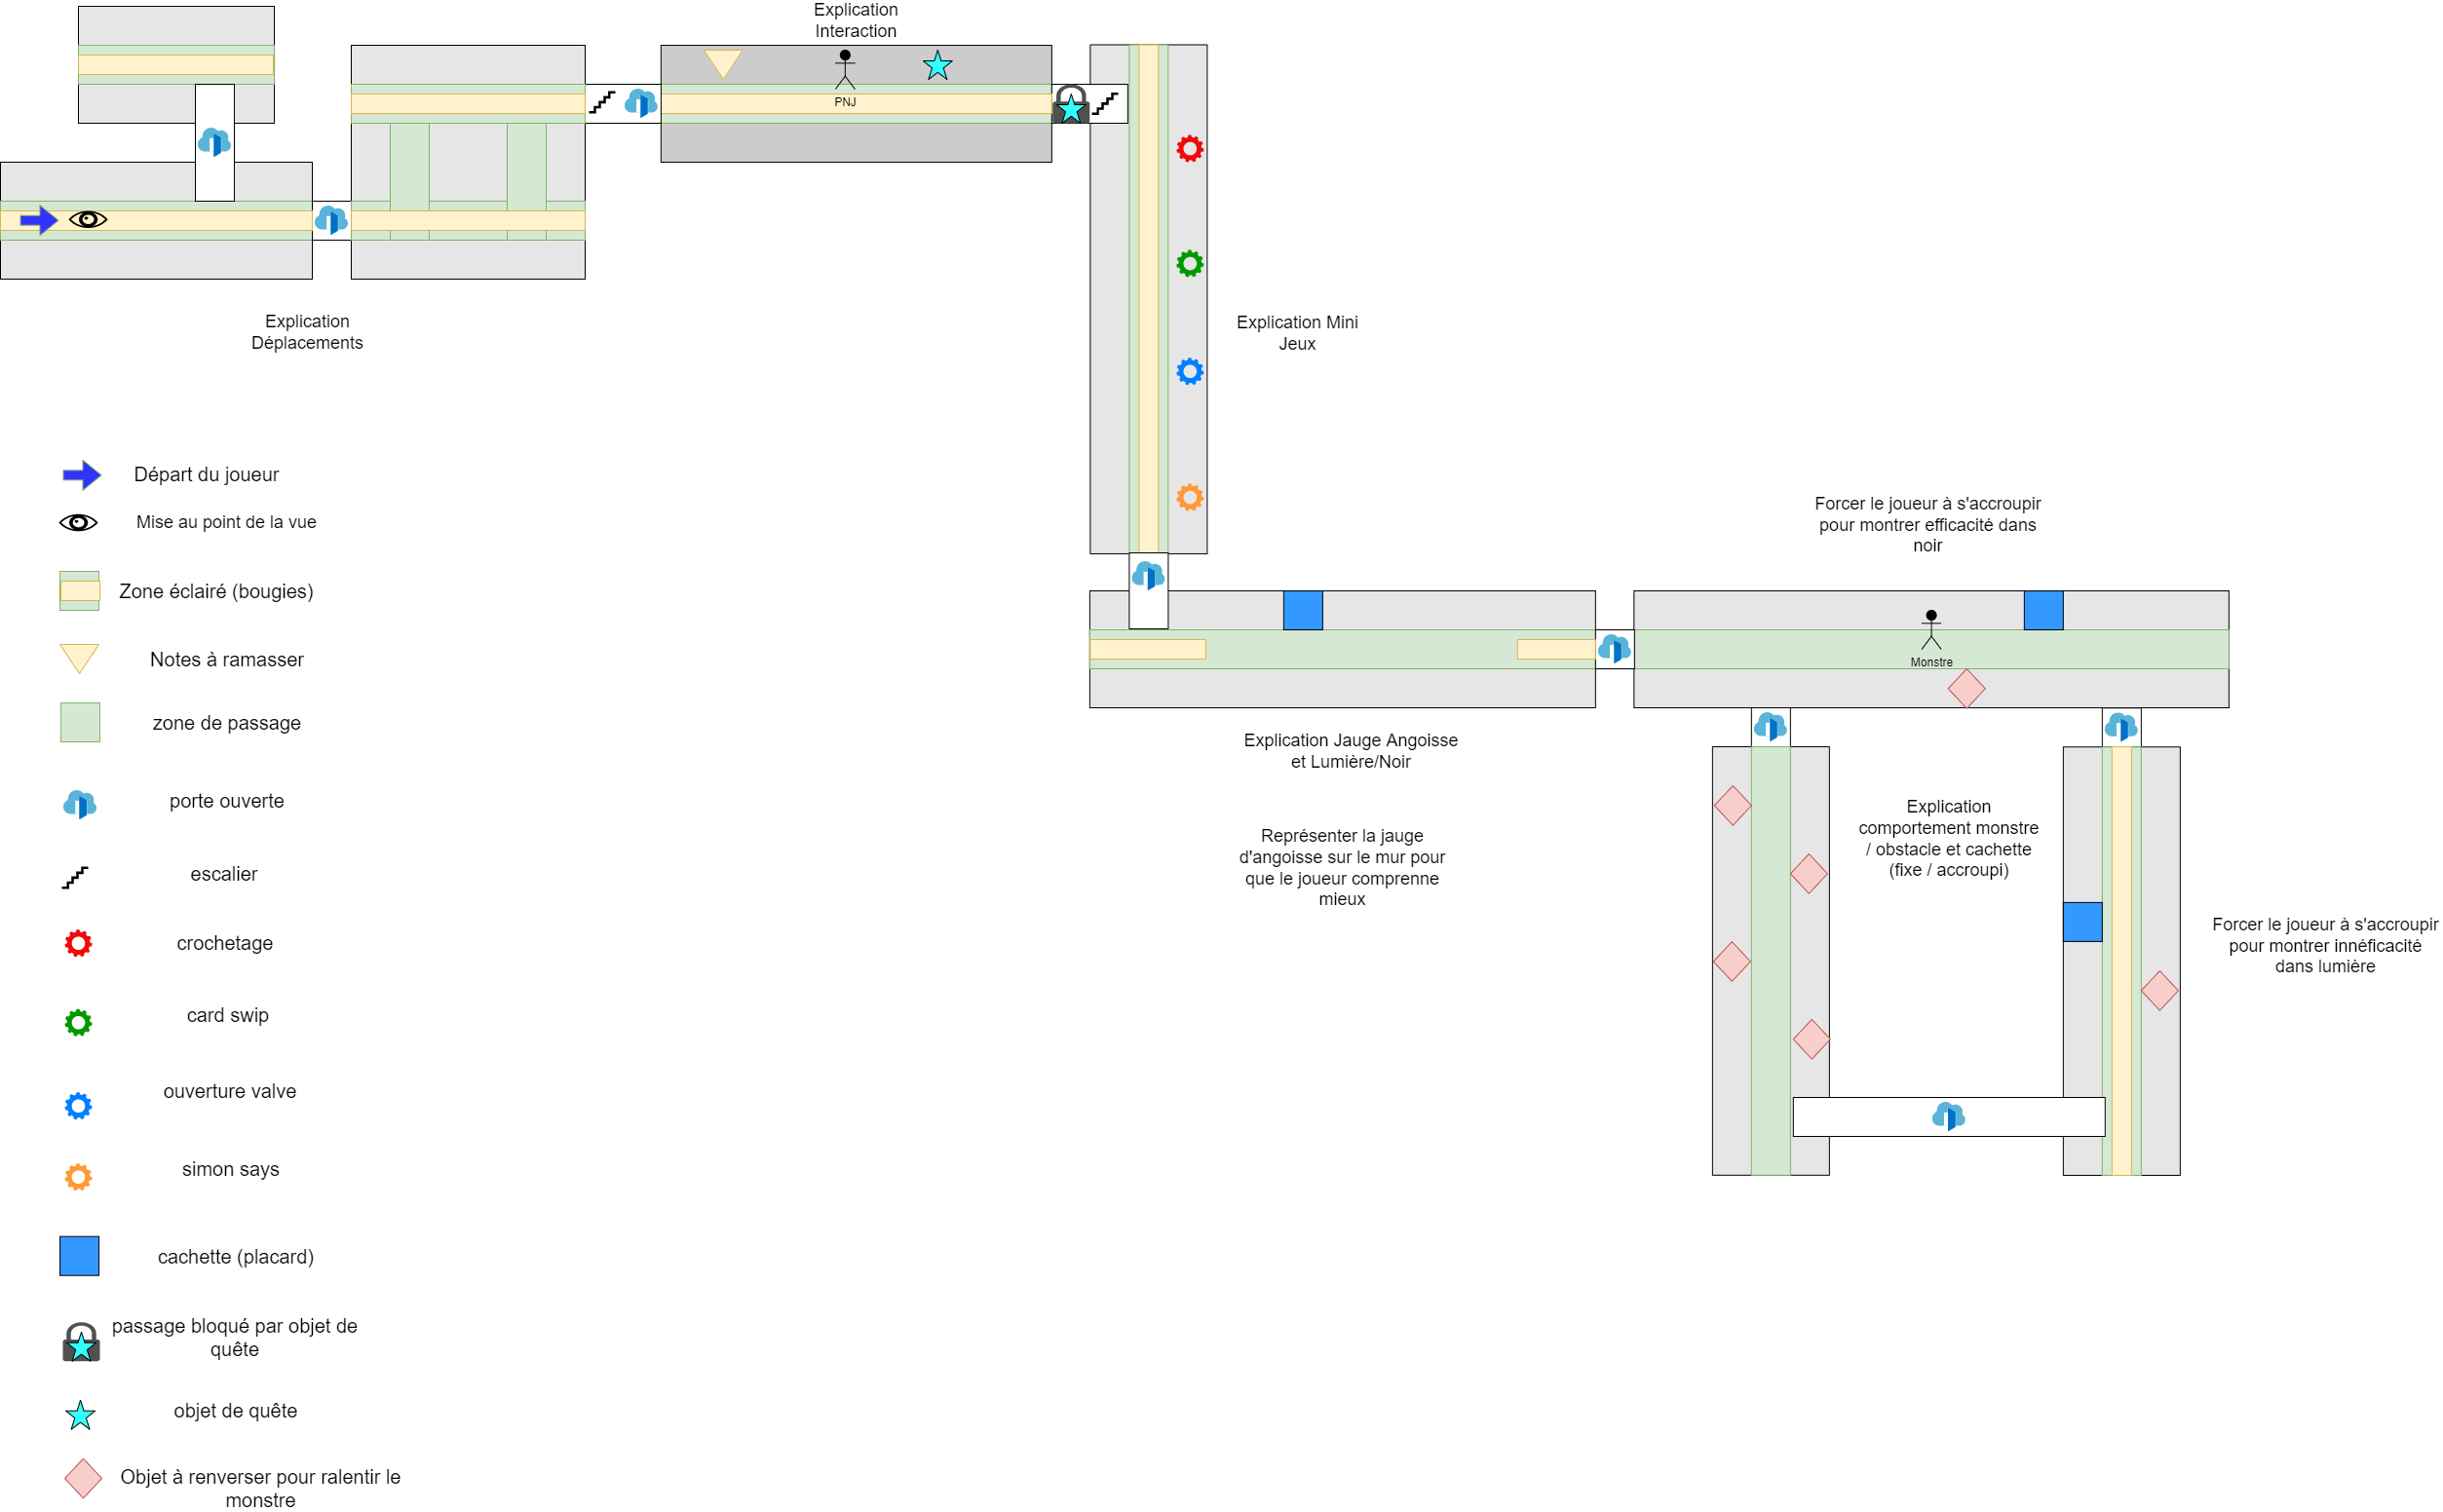 Explication
Interaction
PNJ
Explication
Déplacements
Explication Mini
Jeux
Départ du joueur
Mise au point de la vue
Zone éclairé (bougies)
Notes à ramasser
zone de passage
porte ouverte
escalier
crochetage
card swip
ouverture valve
simon says
cachette (placard)
passage bloqué par objet de
quête
objet de quête
Objet à renverser pour ralentir le
monstre
Forcer le joueur à s'accroupir
pour montrer efficacité dans
noir
Monstre
Explication Jauge Angoisse
et Lumière/Noir
Représenter la jauge
d'angoisse sur le mur pour
que le joueur comprenne
mieux
Explication
comportement monstre
/ obstacle et cachette
(fixe / accroupi)
Forcer le joueur à s'accroupir
pour montrer innéficacité
dans lumière